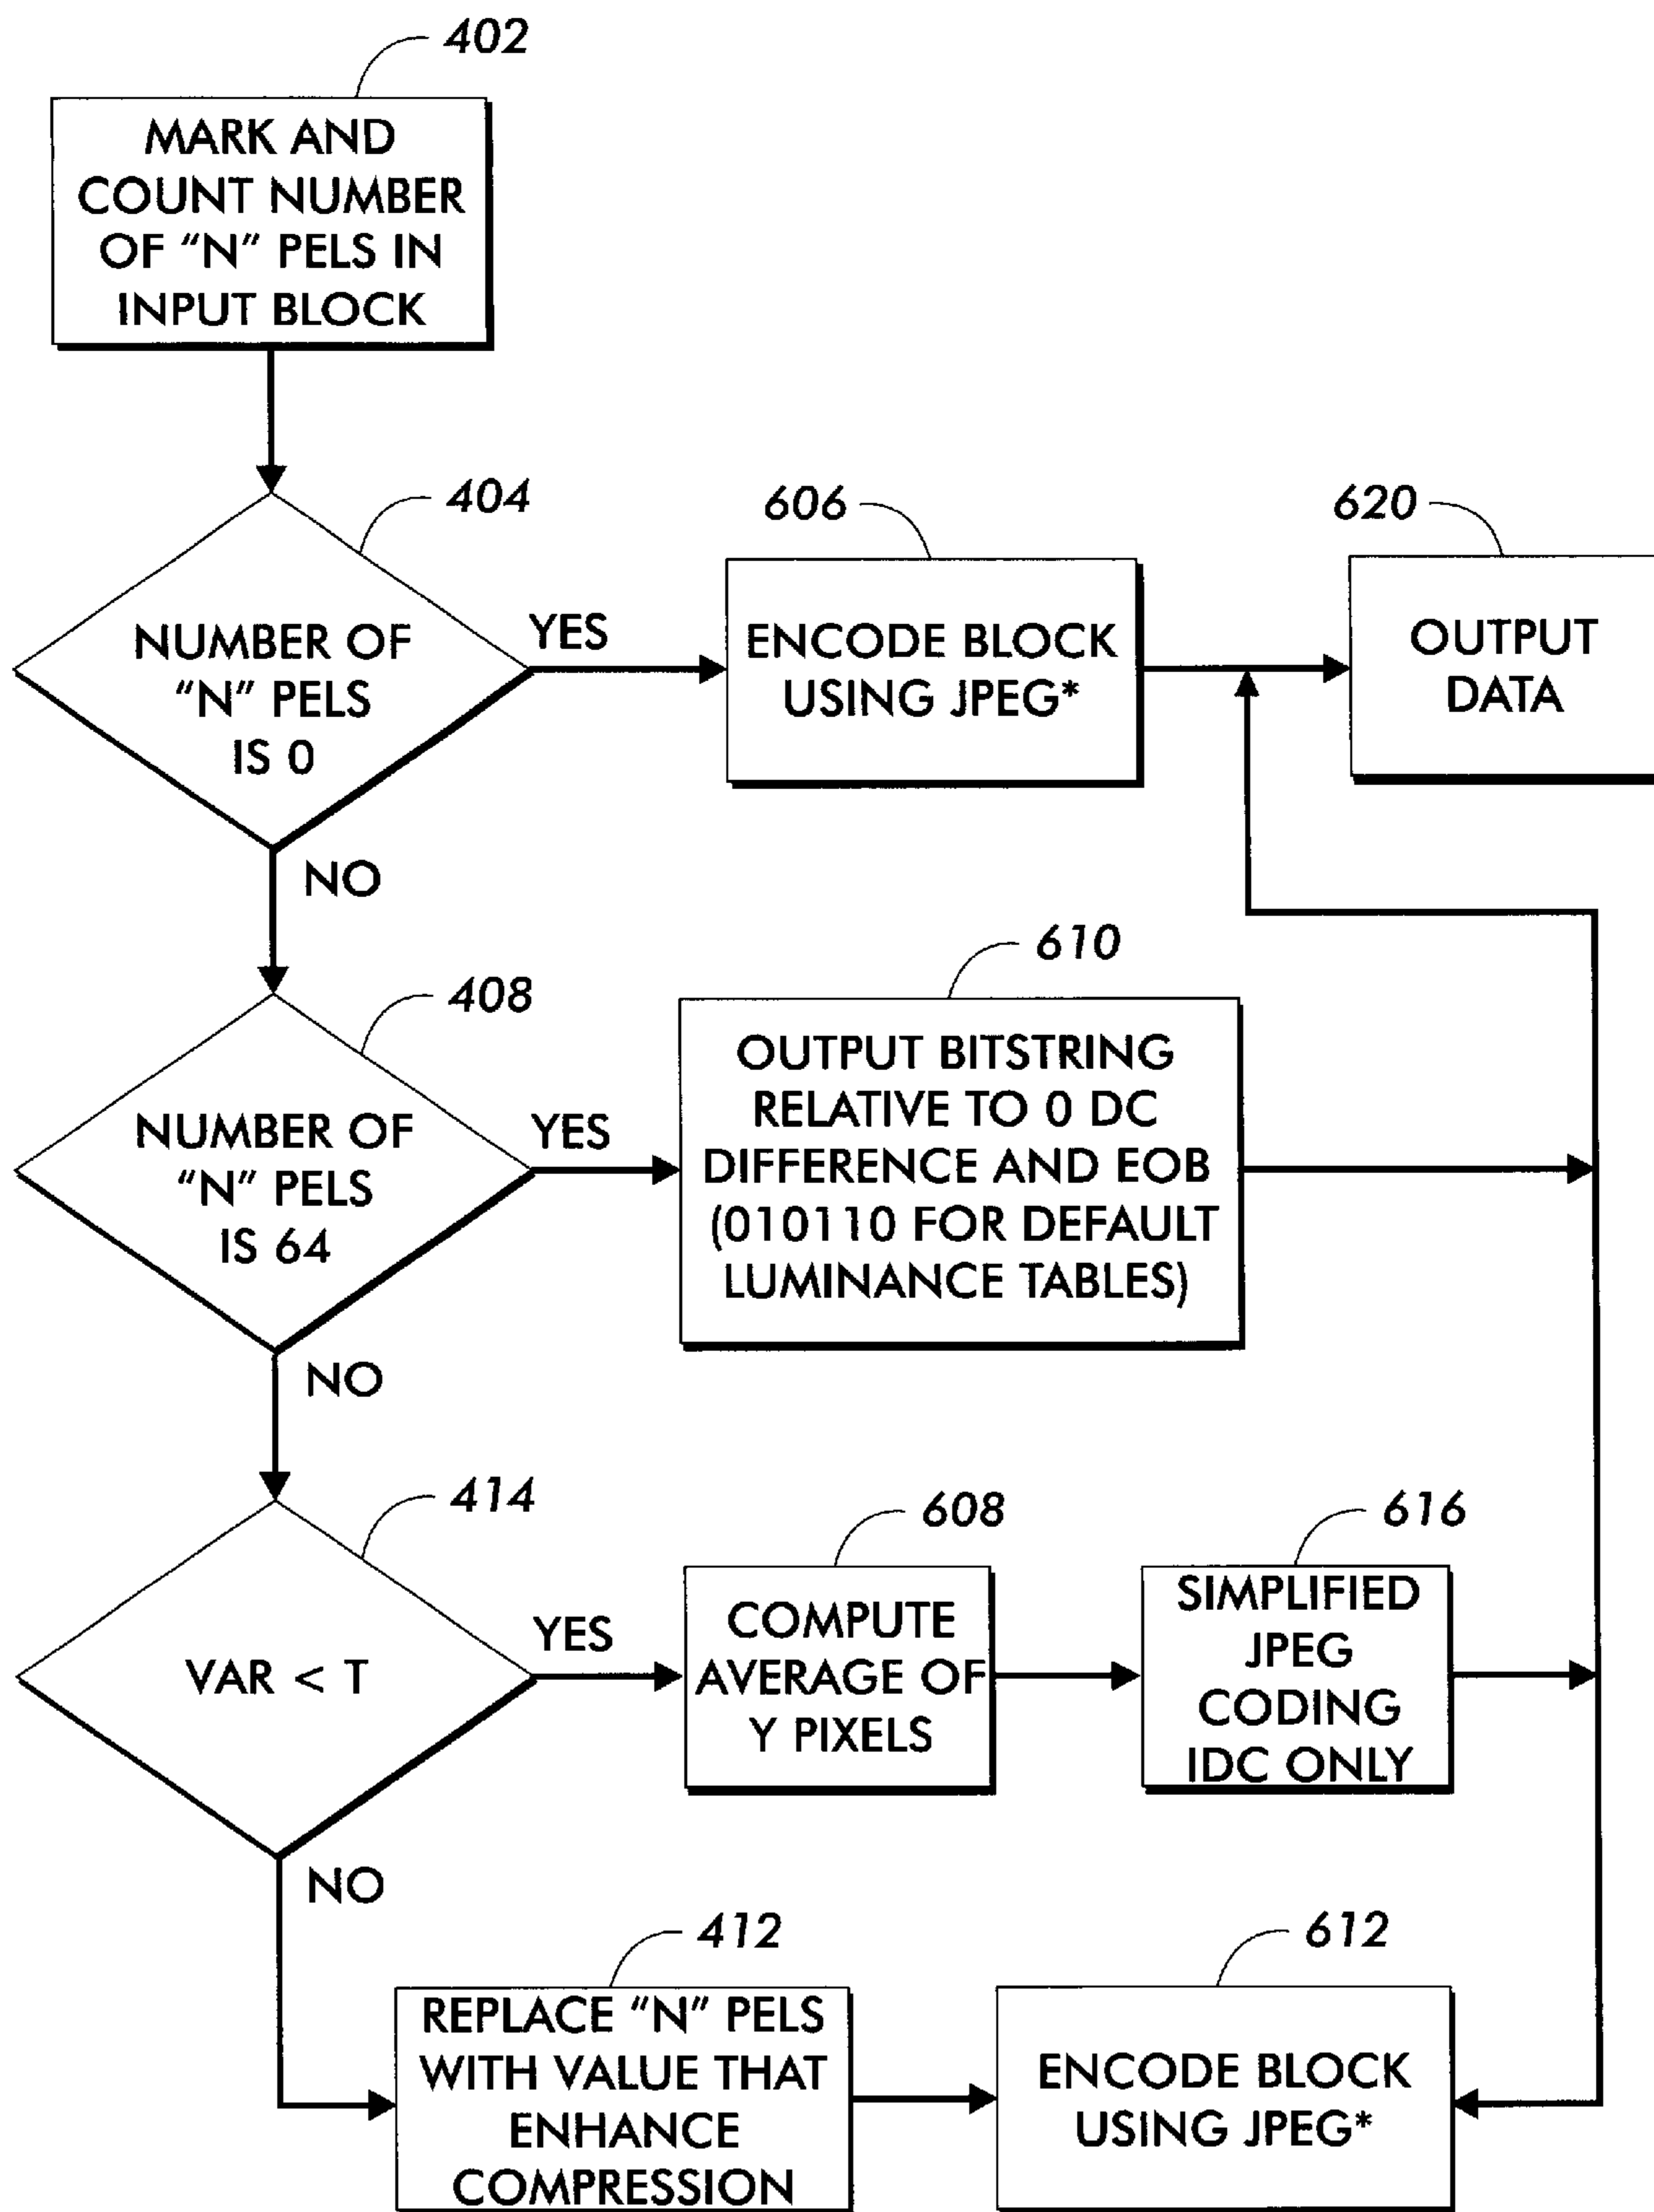 402
MARK AND
COUNT NUMBER
OF “N” PELS IN
INPUT BLOCK
404
NUMBER OF
“N” PELS
IS 0
YES
NO
606
ENCODE BLOCK
USING JPEG*
620
OUTPUT
DATA
408
NUMBER OF
“N” PELS
IS 64
YES
NO
610
OUTPUT BITSTRING
RELATIVE TO 0 DC
DIFFERENCE AND EOB
(010110 FOR DEFAULT
LUMINANCE TABLES)
414
VAR < T
YES
NO
608
COMPUTE
AVERAGE OF
Y PIXELS
616
SIMPLIFIED
JPEG
CODING
IDC ONLY
412
REPLACE “N” PELS
WITH VALUE THAT
ENHANCE
COMPRESSION
612
ENCODE BLOCK
USING JPEG*